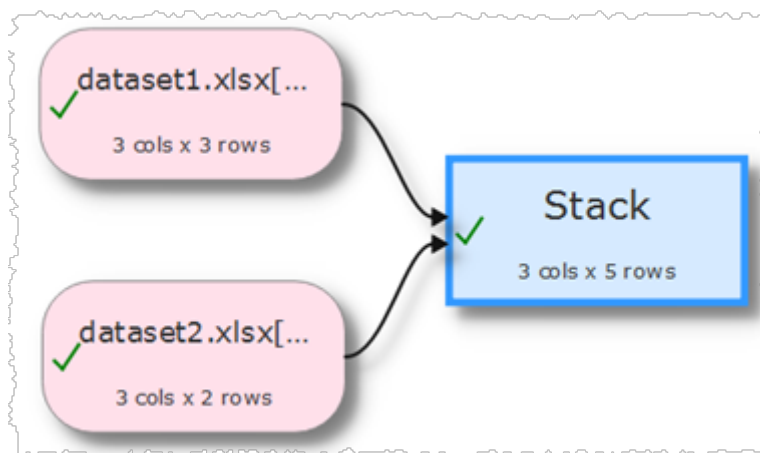 dataset1.xlsx[...
3 cols x 3 rows
Stack
3 cols x 5 rows
dataset2.xlsx[...
3 cols x 2 rows